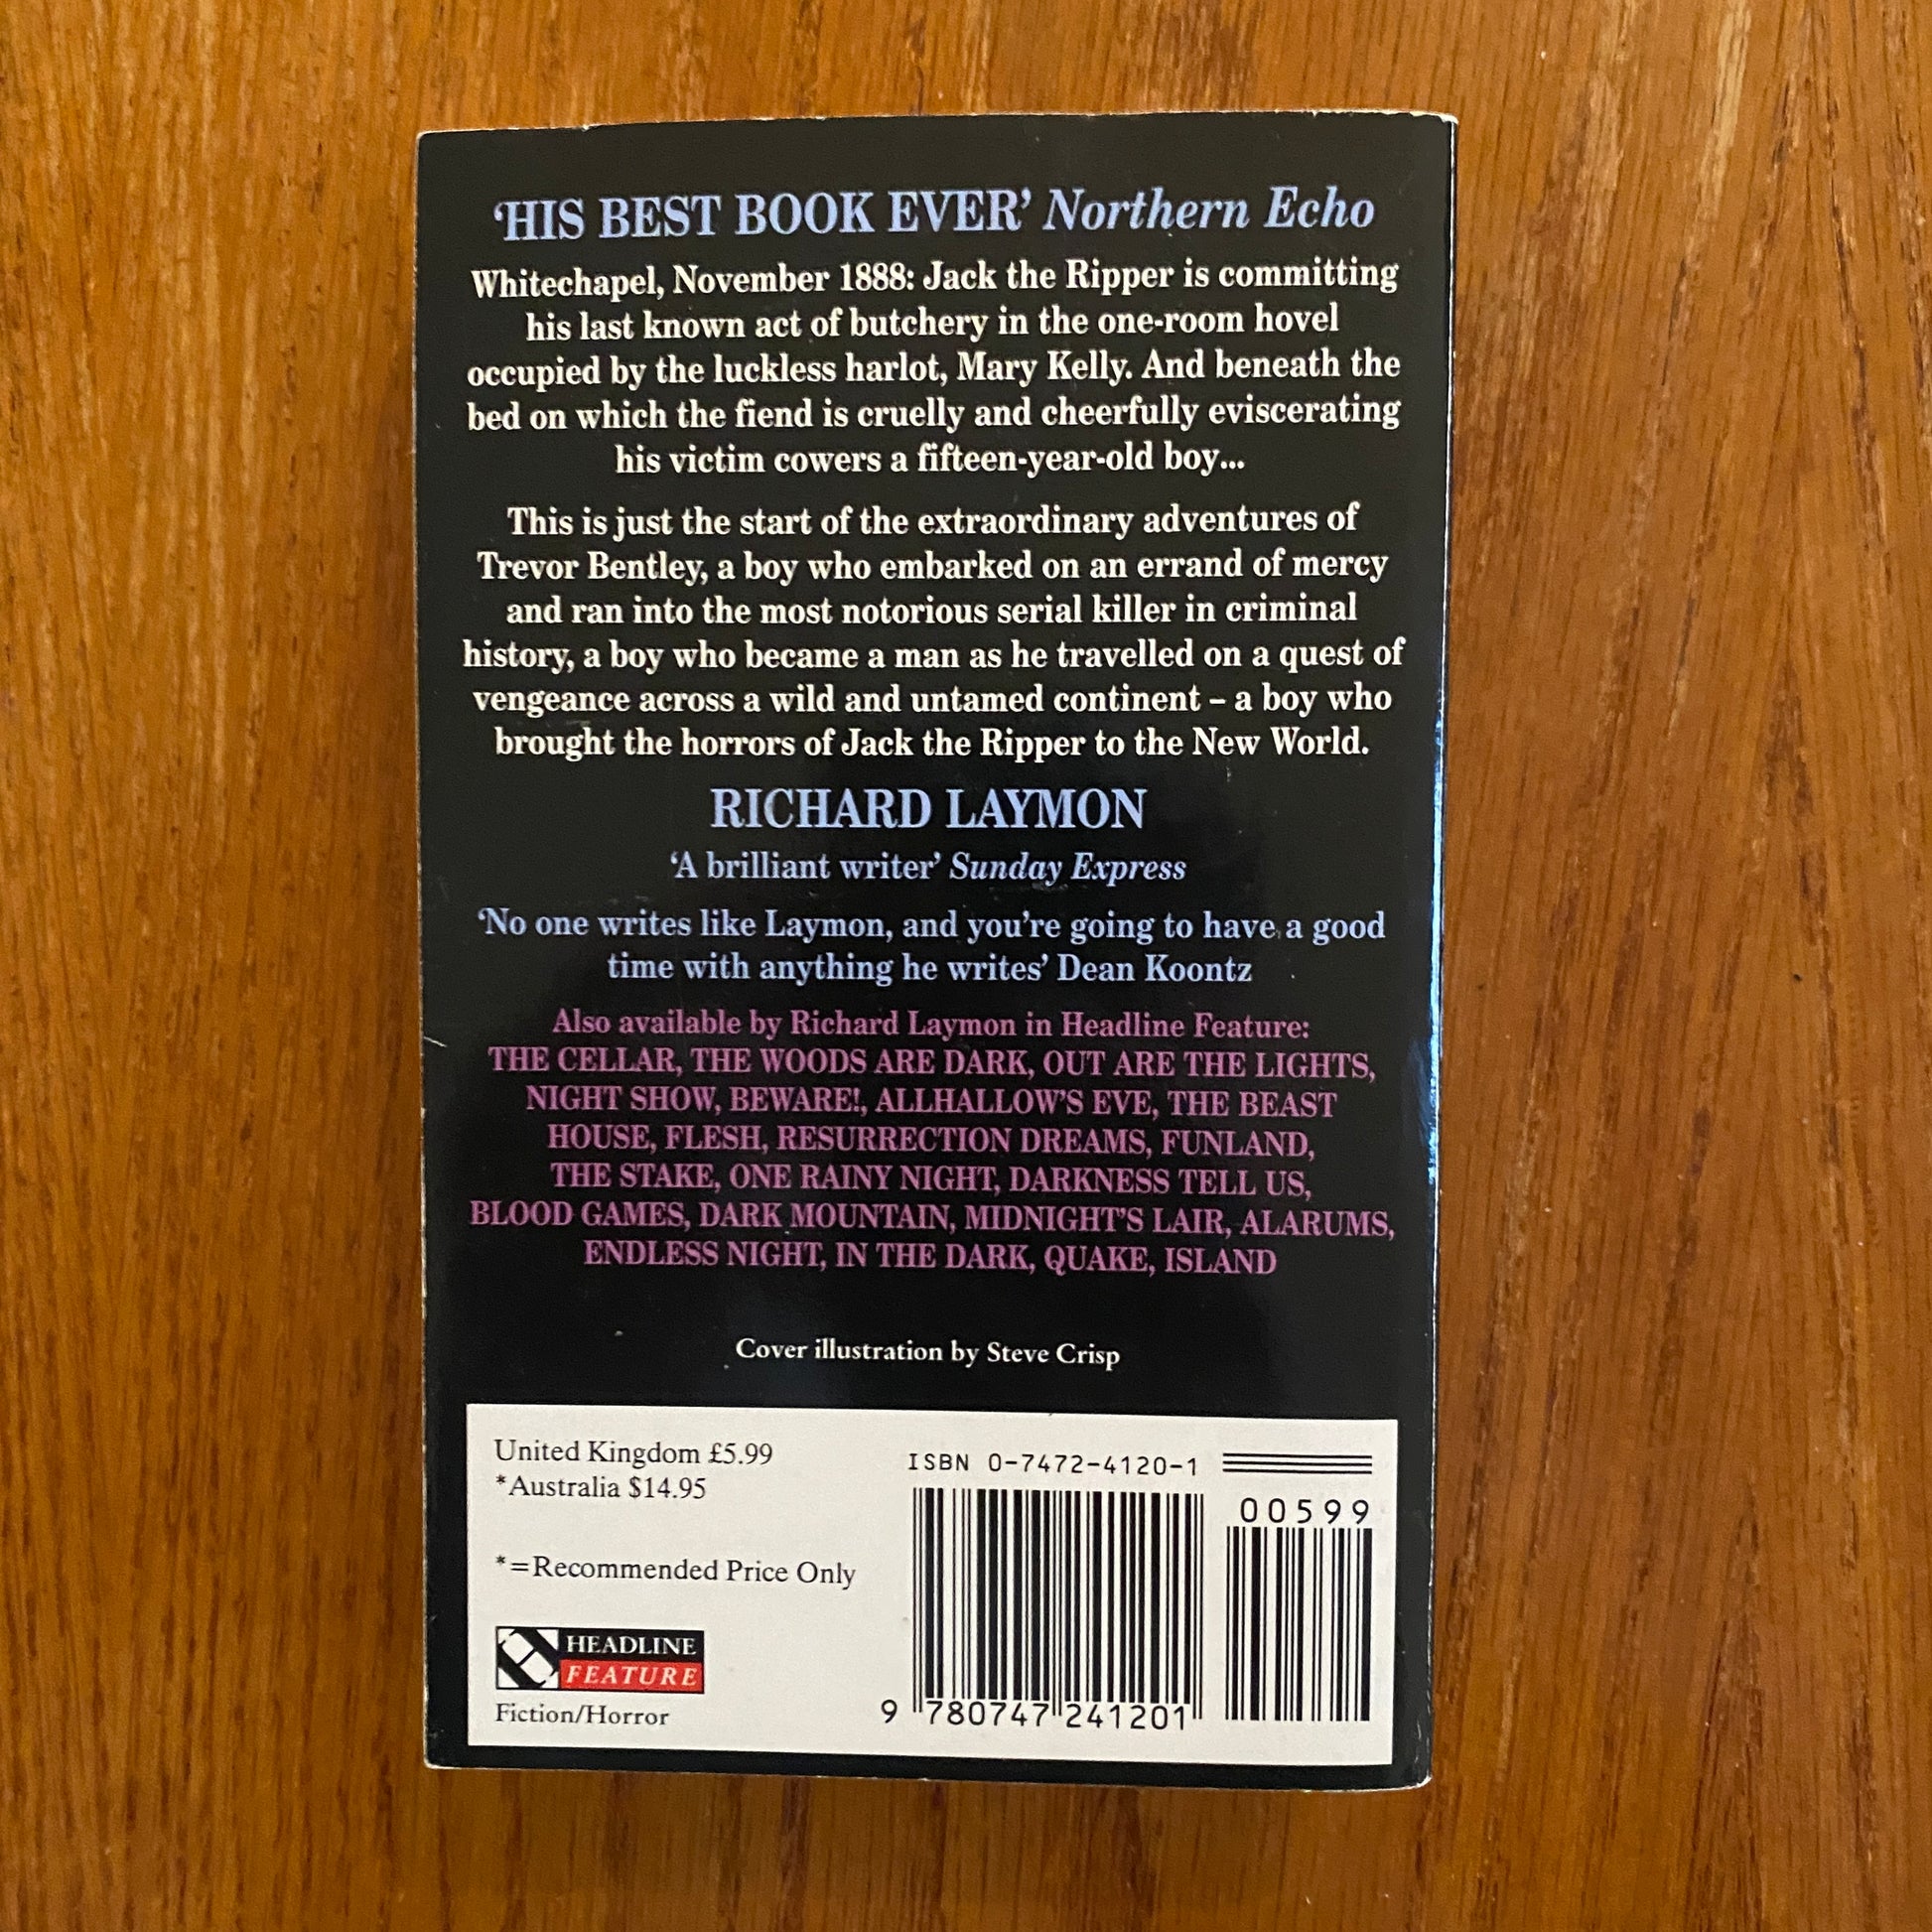 ‘HIS BEST BOOK EVER’ Northern Echo
Whitechapel, November 1888: Jack the Ripper is committing
his last known act of butchery in the one-room hovel
occupied by the luckless harlot, Mary Kelly. And beneath the
bed on which the fiend is cruelly and cheerfully eviscerating
his victim cowers a fifteen-year-old boy...
This is just the start of the extraordinary adventures of
Trevor Bentley, a boy who embarked on an errand of mercy
and ran into the most notorious serial killer in criminal
history, a boy who became a man as he travelled on a quest of
vengeance across a wild and untamed continent – a boy who
brought the horrors of Jack the Ripper to the New World.
RICHARD LAYMON
‘A brilliant writer’ Sunday Express
‘No one writes like Laymon, and you’re going to have a good
time with anything he writes’ Dean Koontz
Also available by Richard Laymon in Headline Feature:
THE CELLAR, THE WOODS ARE DARK, OUT ARE THE LIGHTS,
NIGHT SHOW, BEWARE!, ALLHALLOW’S EVE, THE BEAST
HOUSE, FLESH, RESURRECTION DREAMS, FUNLAND,
THE STAKE, ONE RAINY NIGHT, DARKNESS TELL US,
BLOOD GAMES, DARK MOUNTAIN, MIDNIGHT’S LAIR, ALARUMS,
ENDLESS NIGHT, IN THE DARK, QUAKE, ISLAND
Cover illustration by Steve Crisp
United Kingdom £5.99
*Australia $14.95
*=Recommended Price Only
HEADLINE
FEATURE
Fiction/Horror
ISBN 0-7472-4120-1
00599
9 780747 241201